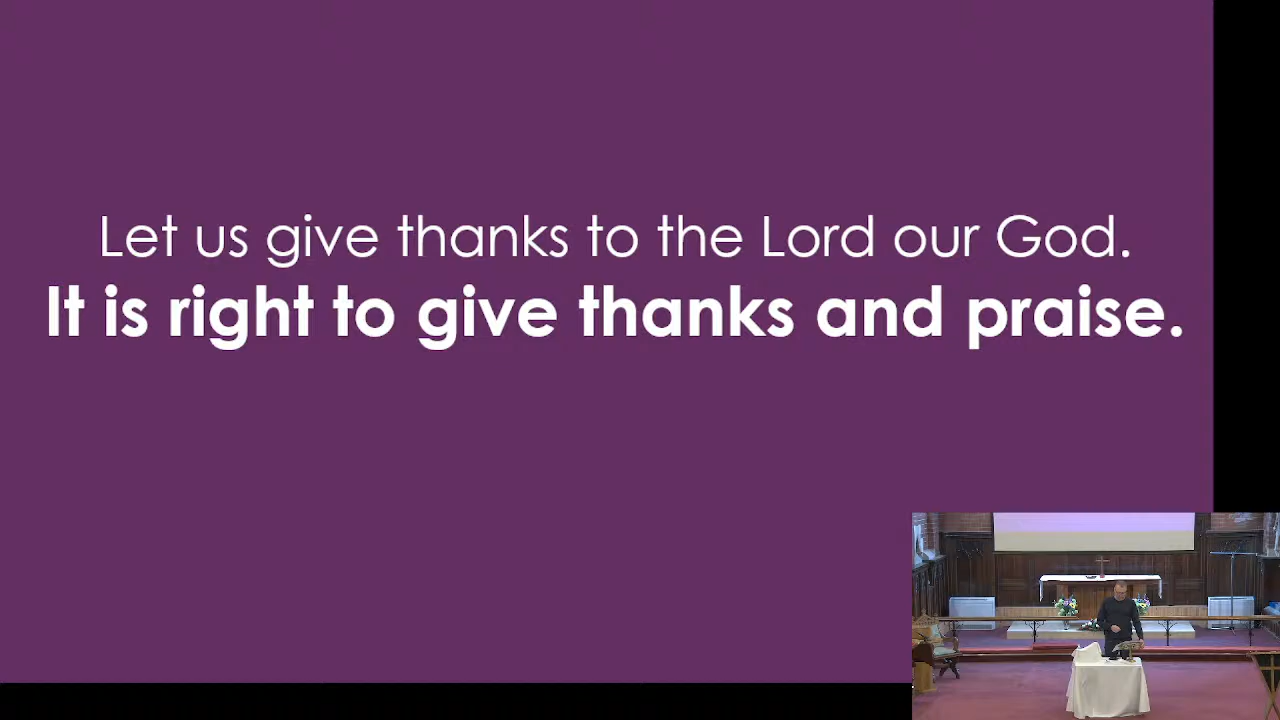 Let us give thanks to the Lord our God.
It is right to give thanks and praise.